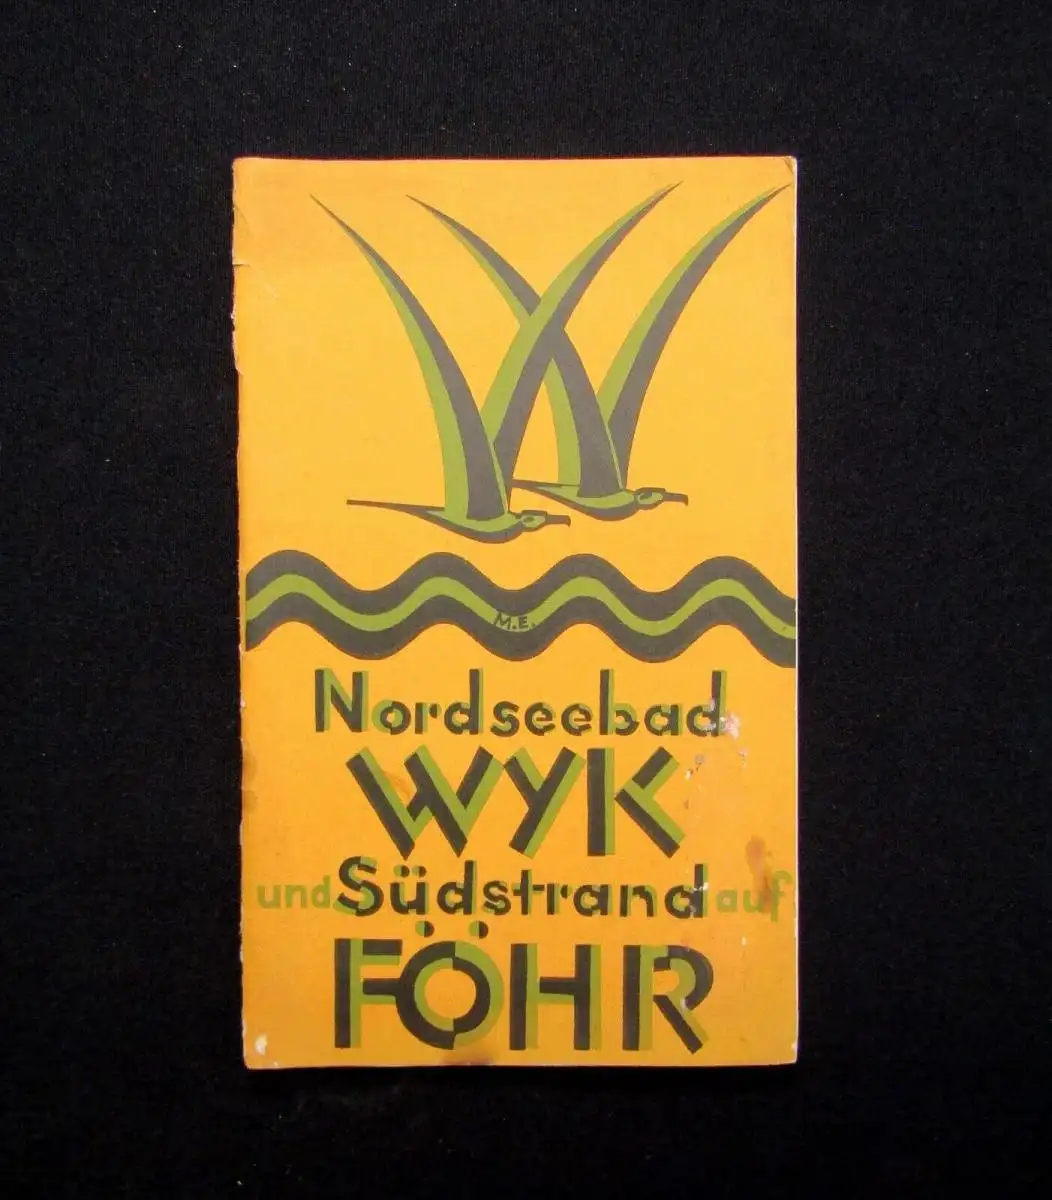 M.E.
Nordseebad
WYK
und Südstrand auf
FÖHR